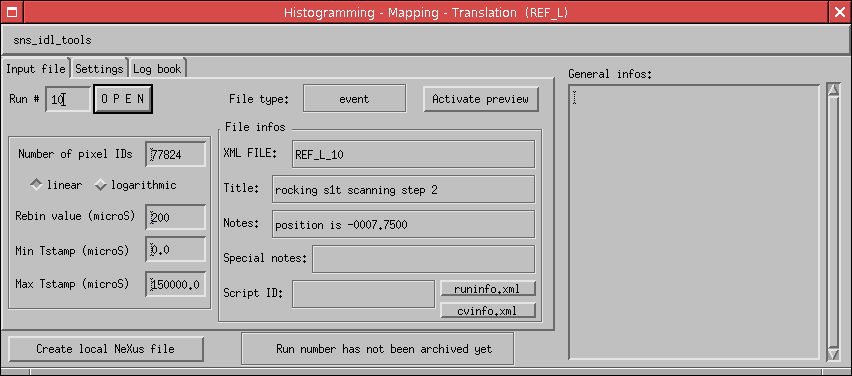 Histogramming - Mapping - Translation (REF_L)
sns_idl_tools
Input file Settings Log book
General infos:
Run # 10 O P E N File type: event Activate preview
File infos
Number of pixel IDs 77824
XML FILE: REF_L_10
linear logarithmic
Title: rocking s1t scanning step 2
Rebin value (microS) 200
Notes: position is -0007.7500
Min Tstamp (microS) 0.0
Special notes:
Max Tstamp (microS) 150000.0
Script ID: runinfo.xml
cvinfo.xml
Create local NeXus file Run number has not been archived yet